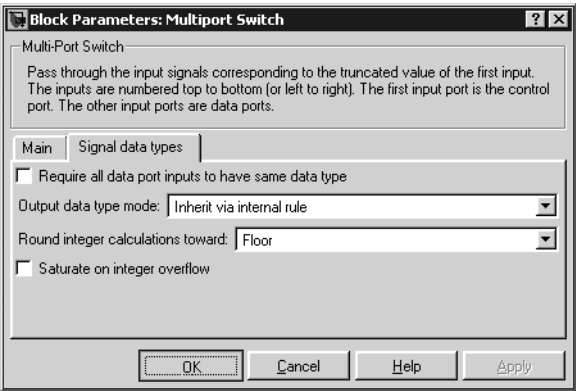 Block Parameters: Multiport Switch
Multi-Port Switch
Pass through the input signals corresponding to the truncated value of the first input.
The inputs are numbered top to bottom (or left to right). The first input port is the control
port. The other input ports are data ports.
Main Signal data types
Require all data port inputs to have same data type
Output data type mode: Inherit via internal rule
Round integer calculations toward: Floor
Saturate on integer overflow
OK Cancel Help Apply